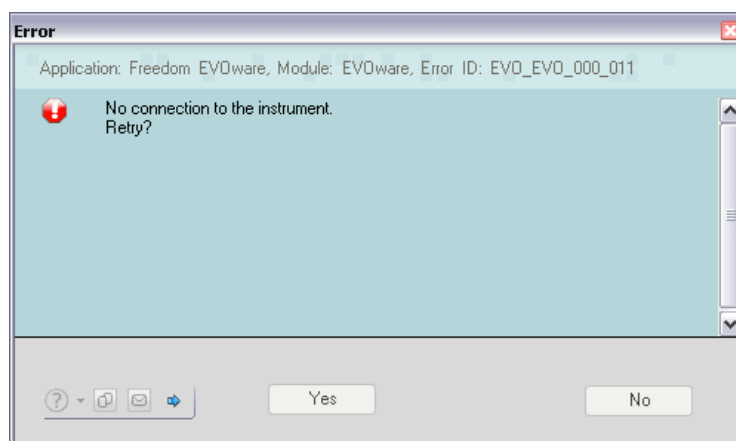 Error
Application: Freedom EVOware, Module: EVOware, Error ID: EVO_EVO_000_011
No connection to the instrument.
Retry?
Yes
No